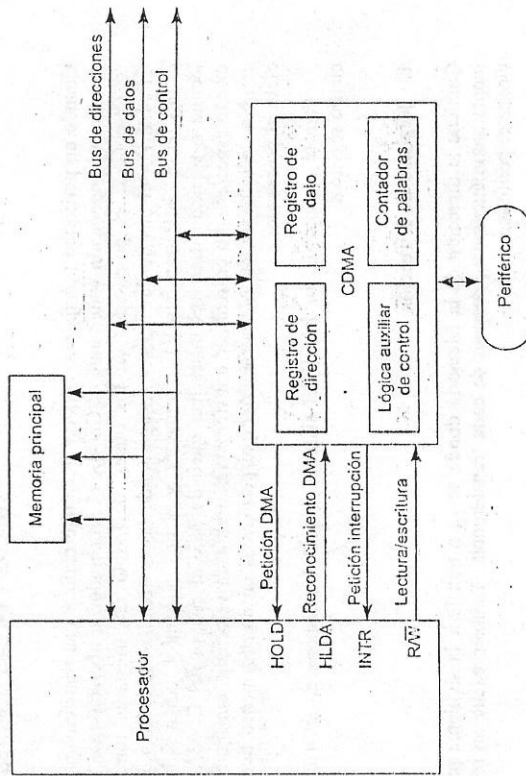 Memoria principal
Bus de direcciones
Bus de datos
Bus de control
Procesador
HOLD
HLDA
INTR
R/W̅
Petición DMA
Reconocimiento DMA
Petición interrupción
Lectura/escritura
Registro de
dirección
Registro de
dato
CDMA
Lógica auxiliar
de control
Contador
de palabras
Periférico